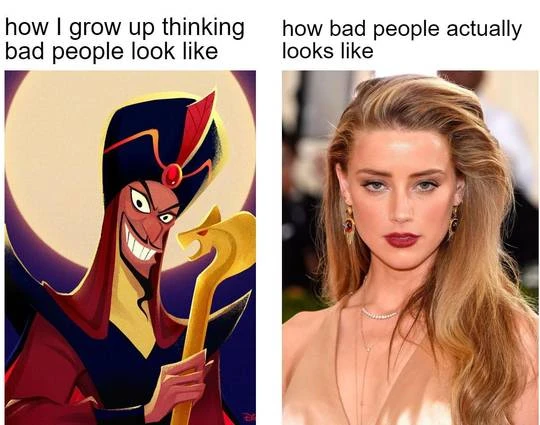 how I grow up thinking
bad people look like
how bad people actually
looks like